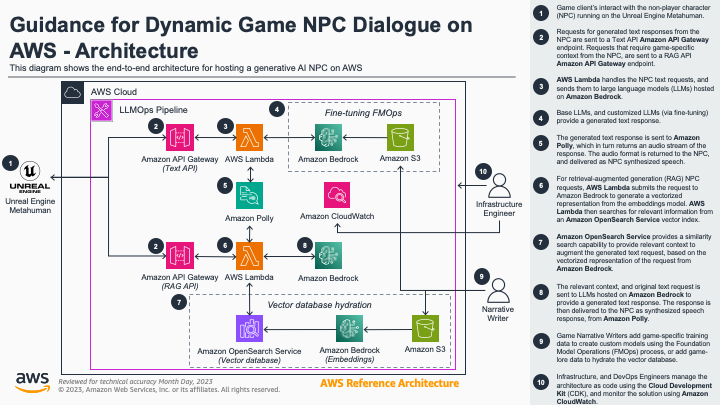 Guidance for Dynamic Game NPC Dialogue on
AWS - Architecture
This diagram shows the end-to-end architecture for hosting a generative AI NPC on AWS
AWS Cloud
LLMOps Pipeline
4
Fine-tuning FMOps
2
3
Amazon API Gateway
(Text API)
AWS Lambda
Amazon Bedrock
Amazon S3
1
UNREAL
ENGINE
Unreal Engine
Metahuman
5
Amazon Polly
Amazon CloudWatch
10
Infrastructure
Engineer
2
6
8
Amazon API Gateway
(RAG API)
AWS Lambda
Amazon Bedrock
9
Narrative
Writer
7
Vector database hydration
Amazon OpenSearch Service
(Vector database)
Amazon Bedrock
(Embeddings)
Amazon S3
aws
Reviewed for technical accuracy Month Day, 2023
© 2023, Amazon Web Services, Inc. or its affiliates. All rights reserved.
AWS Reference Architecture
1
Game client's interact with the non-player character
(NPC) running on the Unreal Engine Metahuman.
2
Requests for generated text responses from the
NPC are sent to a Text API Amazon API Gateway
endpoint. Requests that require game-specific
context from the NPC, are sent to a RAG API
Amazon API Gateway endpoint.
3
AWS Lambda handles the NPC text requests, and
sends them to large language models (LLMs) hosted
on Amazon Bedrock.
4
Base LLMs, and customized LLMs (via fine-tuning)
provide a generated text response.
5
The generated text response is sent to Amazon
Polly, which in turn returns an audio stream of the
response. The audio format is returned to the NPC,
and delivered as NPC synthesized speech.
6
For retrieval-augmented generation (RAG) NPC
requests, AWS Lambda submits the request to
Amazon Bedrock to generate a vectorized
representation from the embeddings model. AWS
Lambda then searches for relevant information from
an Amazon OpenSearch Service vector index.
7
Amazon OpenSearch Service provides a similarity
search capability to provide relevant context to
augment the generated text request, based on the
vectorized representation of the request from
Amazon Bedrock.
8
The relevant context, and original text request is
sent to LLMs hosted on Amazon Bedrock to
provide a generated text response. The response is
then delivered to the NPC as synthesized speech
response, from Amazon Polly.
9
Game Narrative Writers add game-specific training
data to create custom models using the Foundation
Model Operations (FMOps) process, or add game-
lore data to hydrate the vector database.
10
Infrastructure, and DevOps Engineers manage the
architecture as code using the Cloud Development
Kit (CDK), and monitor the solution using Amazon
CloudWatch.